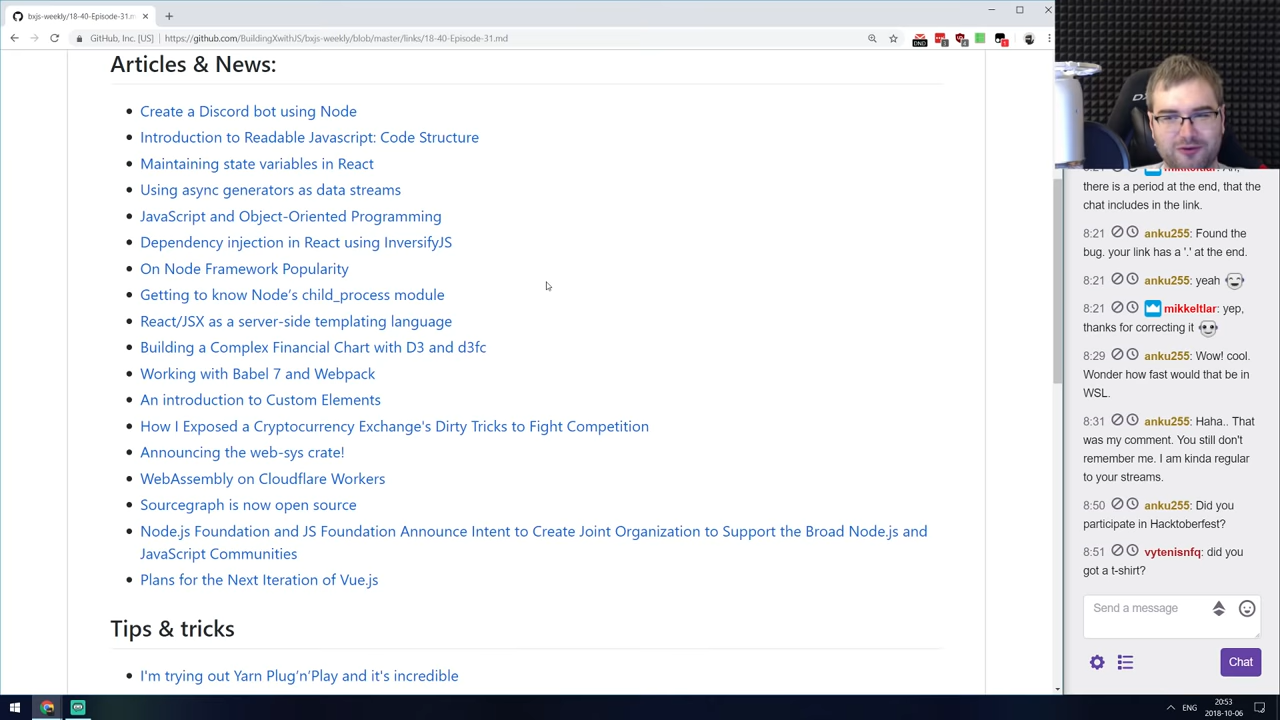 bxjs-weekly/18-40-Episode-31.m
GitHub, Inc. [US]
https://github.com/BuildingXwithJS/bxjs-weekly/blob/master/links/18-40-Episode-31.md
Articles & News:
Create a Discord bot using Node
Introduction to Readable Javascript: Code Structure
Maintaining state variables in React
Using async generators as data streams
JavaScript and Object-Oriented Programming
Dependency injection in React using InversifyJS
On Node Framework Popularity
Getting to know Node’s child_process module
React/JSX as a server-side templating language
Building a Complex Financial Chart with D3 and d3fc
Working with Babel 7 and Webpack
An introduction to Custom Elements
How I Exposed a Cryptocurrency Exchange's Dirty Tricks to Fight Competition
Announcing the web-sys crate!
WebAssembly on Cloudflare Workers
Sourcegraph is now open source
Node.js Foundation and JS Foundation Announce Intent to Create Joint Organization to Support the Broad Node.js and
JavaScript Communities
Plans for the Next Iteration of Vue.js
Tips & tricks
I'm trying out Yarn Plug’n’Play and it's incredible
there is a period at the end, that the
chat includes in the link.
8:21 anku255: Found the
bug. your link has a '.' at the end.
8:21 anku255: yeah
8:21 mikkeltlar: yep,
thanks for correcting it
8:29 anku255: Wow! cool.
Wonder how fast would that be in
WSL.
8:31 anku255: Haha.. That
was my comment. You still don't
remember me. I am kinda regular
to your streams.
8:50 anku255: Did you
participate in Hacktoberfest?
8:51 vytenisnfq: did you
got a t-shirt?
Send a message
Chat
ENG
20:53
2018-10-06